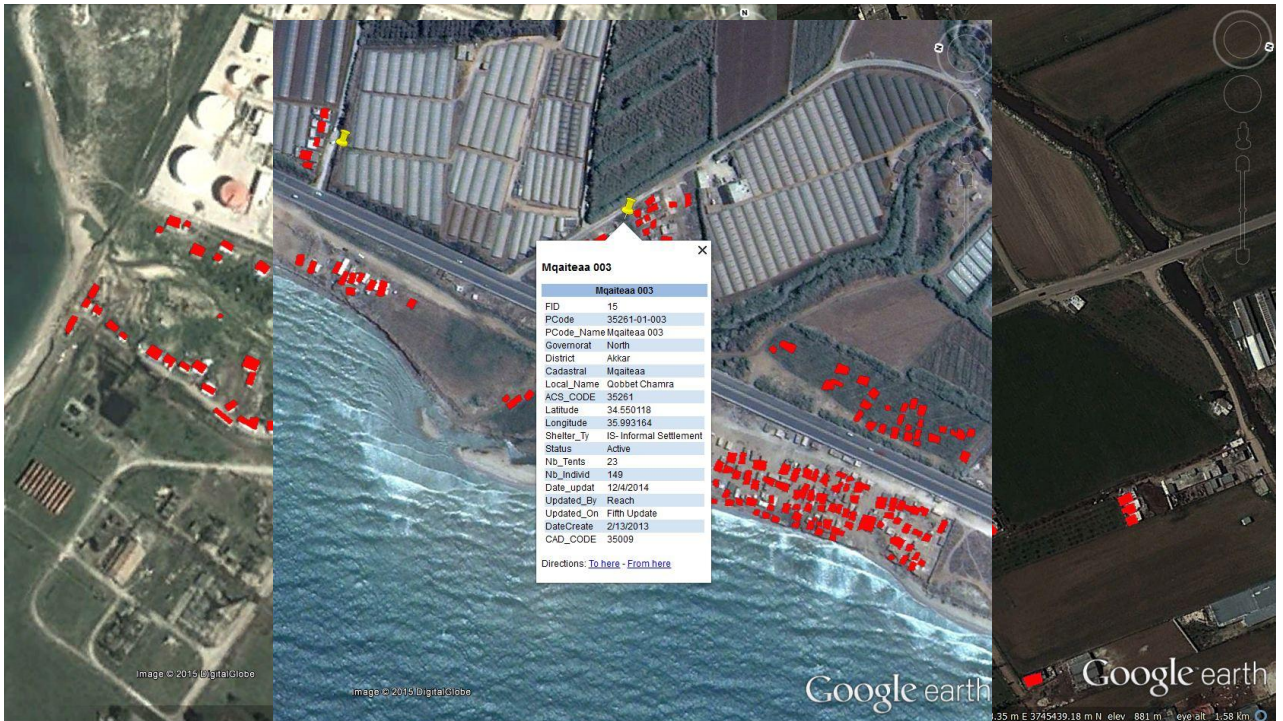 N
N
N
Mqaiteaa 003
Mqaiteaa 003
FID 15
PCode 35261-01-003
PCode_Name Mqaiteaa 003
Governorat North
District Akkar
Cadastral Mqaiteaa
Local_Name Qobbet Chamra
ACS_CODE 35261
Latitude 34.550118
Longitude 35.993164
Shelter_Ty IS- Informal Settlement
Status Active
Nb_Tents 23
Nb_Individ 149
Date_updat 12/4/2014
Updated_By Reach
Updated_On Fifth Update
DateCreate 2/13/2013
CAD_CODE 35009
Directions: To here - From here
Image © 2015 DigitalGlobe
Image © 2015 DigitalGlobe
Google earth
Google earth
.35 m E 3745439.18 m N elev 881 m eye alt 1.58 km